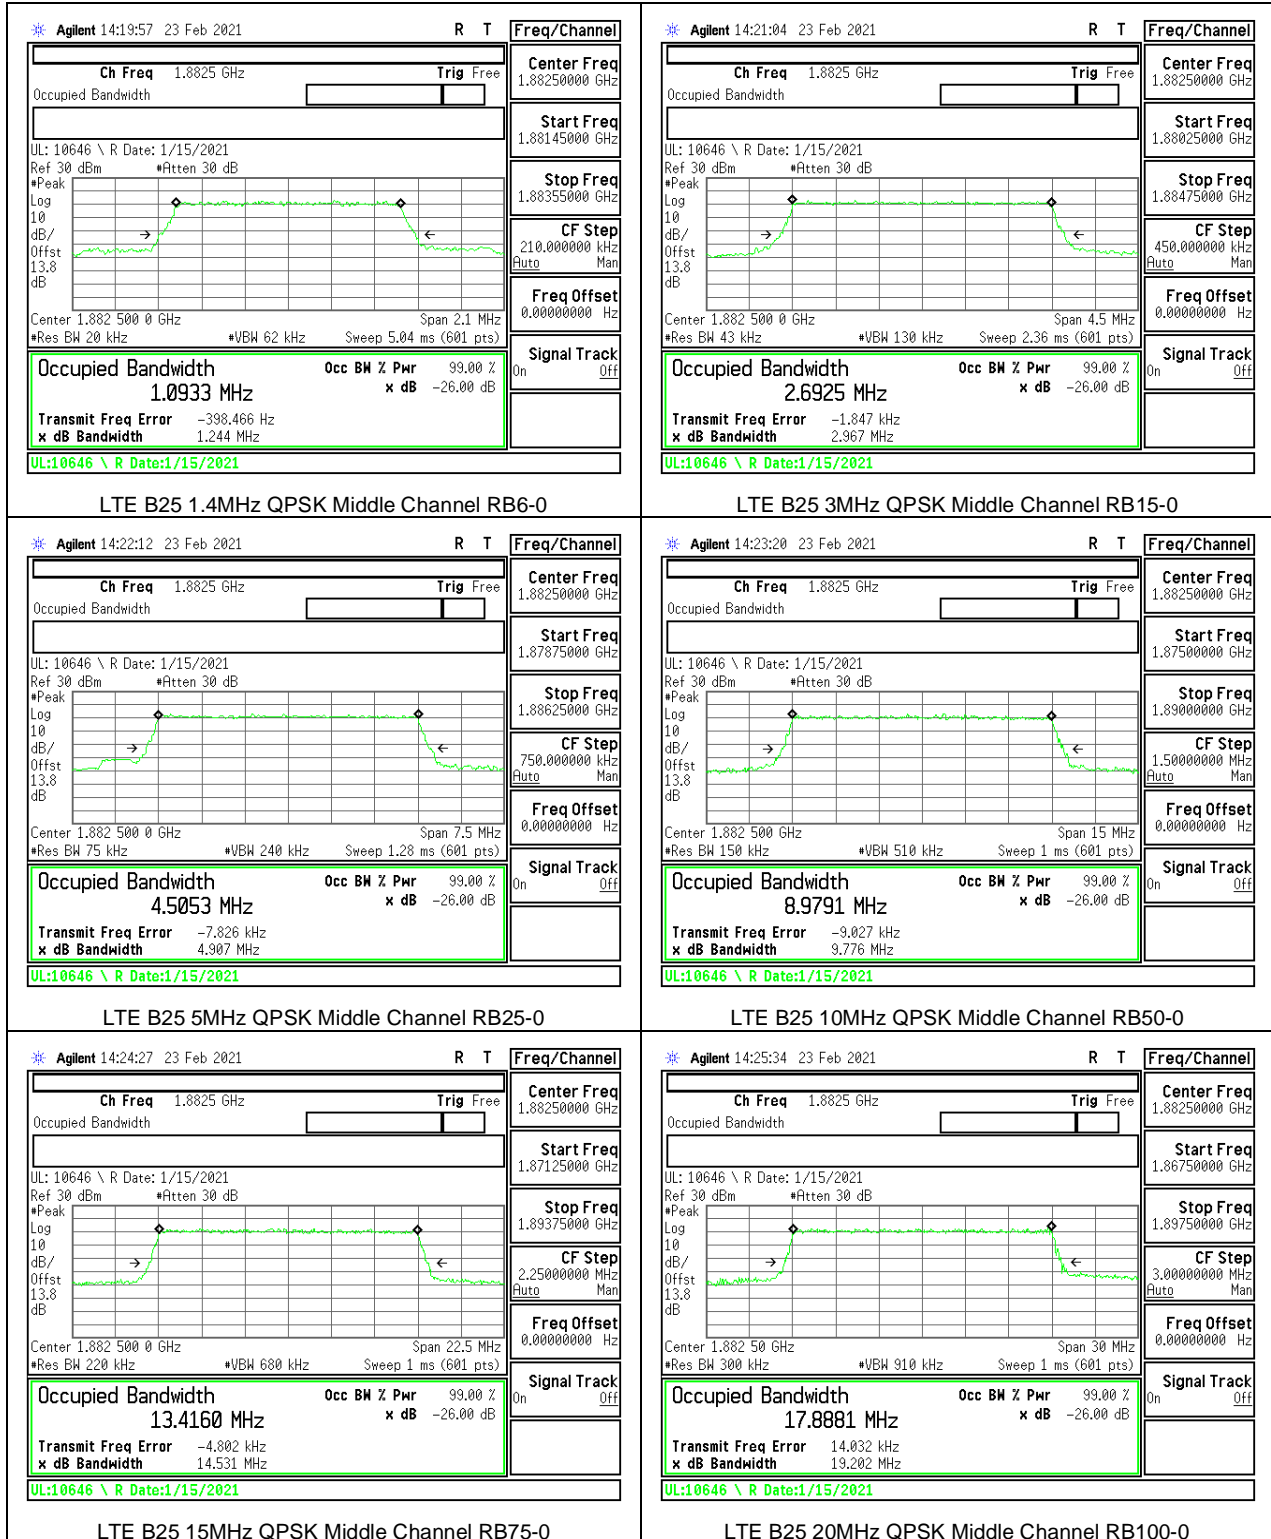 Agilent 14:19:57 23 Feb 2021 R T Freq/Channel
Ch Freq 1.8825 GHz Trig Free
Occupied Bandwidth
Center Freq
1.88250000 GHz
Start Freq
1.88145000 GHz
Stop Freq
1.88355000 GHz
CF Step
210.000000 kHz
Auto Man
Freq Offset
0.00000000 Hz
Signal Track
On Off
UL: 10646 \ R Date: 1/15/2021
Ref 30 dBm #Atten 30 dB
#Peak
Log
10
dB/
Offst
13.8
dB
Center 1.882 500 0 GHz Span 2.1 MHz
#Res BW 20 kHz #VBW 62 kHz Sweep 5.04 ms (601 pts)
Occupied Bandwidth Occ BW % Pwr 99.00 %
1.0933 MHz x dB -26.00 dB
Transmit Freq Error -398.466 Hz
x dB Bandwidth 1.244 MHz
UL:10646 \ R Date:1/15/2021
LTE B25 1.4MHz QPSK Middle Channel RB6-0
Agilent 14:21:04 23 Feb 2021 R T Freq/Channel
Ch Freq 1.8825 GHz Trig Free
Occupied Bandwidth
Center Freq
1.88250000 GHz
Start Freq
1.88025000 GHz
Stop Freq
1.88475000 GHz
CF Step
450.000000 kHz
Auto Man
Freq Offset
0.00000000 Hz
Signal Track
On Off
UL: 10646 \ R Date: 1/15/2021
Ref 30 dBm #Atten 30 dB
#Peak
Log
10
dB/
Offst
13.8
dB
Center 1.882 500 0 GHz Span 4.5 MHz
#Res BW 43 kHz #VBW 130 kHz Sweep 2.36 ms (601 pts)
Occupied Bandwidth Occ BW % Pwr 99.00 %
2.6925 MHz x dB -26.00 dB
Transmit Freq Error -1.847 kHz
x dB Bandwidth 2.967 MHz
UL:10646 \ R Date:1/15/2021
LTE B25 3MHz QPSK Middle Channel RB15-0
Agilent 14:22:12 23 Feb 2021 R T Freq/Channel
Ch Freq 1.8825 GHz Trig Free
Occupied Bandwidth
Center Freq
1.88250000 GHz
Start Freq
1.87875000 GHz
Stop Freq
1.88625000 GHz
CF Step
750.000000 kHz
Auto Man
Freq Offset
0.00000000 Hz
Signal Track
On Off
UL: 10646 \ R Date: 1/15/2021
Ref 30 dBm #Atten 30 dB
#Peak
Log
10
dB/
Offst
13.8
dB
Center 1.882 500 0 GHz Span 7.5 MHz
#Res BW 75 kHz #VBW 240 kHz Sweep 1.28 ms (601 pts)
Occupied Bandwidth Occ BW % Pwr 99.00 %
4.5053 MHz x dB -26.00 dB
Transmit Freq Error -7.826 kHz
x dB Bandwidth 4.907 MHz
UL:10646 \ R Date:1/15/2021
LTE B25 5MHz QPSK Middle Channel RB25-0
Agilent 14:23:20 23 Feb 2021 R T Freq/Channel
Ch Freq 1.8825 GHz Trig Free
Occupied Bandwidth
Center Freq
1.88250000 GHz
Start Freq
1.87500000 GHz
Stop Freq
1.89000000 GHz
CF Step
1.50000000 MHz
Auto Man
Freq Offset
0.00000000 Hz
Signal Track
On Off
UL: 10646 \ R Date: 1/15/2021
Ref 30 dBm #Atten 30 dB
#Peak
Log
10
dB/
Offst
13.8
dB
Center 1.882 500 GHz Span 15 MHz
#Res BW 150 kHz #VBW 510 kHz Sweep 1 ms (601 pts)
Occupied Bandwidth Occ BW % Pwr 99.00 %
8.9791 MHz x dB -26.00 dB
Transmit Freq Error -9.027 kHz
x dB Bandwidth 9.776 MHz
UL:10646 \ R Date:1/15/2021
LTE B25 10MHz QPSK Middle Channel RB50-0
Agilent 14:24:27 23 Feb 2021 R T Freq/Channel
Ch Freq 1.8825 GHz Trig Free
Occupied Bandwidth
Center Freq
1.88250000 GHz
Start Freq
1.87125000 GHz
Stop Freq
1.89375000 GHz
CF Step
2.25000000 MHz
Auto Man
Freq Offset
0.00000000 Hz
Signal Track
On Off
UL: 10646 \ R Date: 1/15/2021
Ref 30 dBm #Atten 30 dB
#Peak
Log
10
dB/
Offst
13.8
dB
Center 1.882 500 0 GHz Span 22.5 MHz
#Res BW 220 kHz #VBW 680 kHz Sweep 1 ms (601 pts)
Occupied Bandwidth Occ BW % Pwr 99.00 %
13.4160 MHz x dB -26.00 dB
Transmit Freq Error -4.802 kHz
x dB Bandwidth 14.531 MHz
UL:10646 \ R Date:1/15/2021
LTE B25 15MHz QPSK Middle Channel RB75-0
Agilent 14:25:34 23 Feb 2021 R T Freq/Channel
Ch Freq 1.8825 GHz Trig Free
Occupied Bandwidth
Center Freq
1.88250000 GHz
Start Freq
1.86750000 GHz
Stop Freq
1.89750000 GHz
CF Step
3.00000000 MHz
Auto Man
Freq Offset
0.00000000 Hz
Signal Track
On Off
UL: 10646 \ R Date: 1/15/2021
Ref 30 dBm #Atten 30 dB
#Peak
Log
10
dB/
Offst
13.8
dB
Center 1.882 50 GHz Span 30 MHz
#Res BW 300 kHz #VBW 910 kHz Sweep 1 ms (601 pts)
Occupied Bandwidth Occ BW % Pwr 99.00 %
17.8881 MHz x dB -26.00 dB
Transmit Freq Error 14.032 kHz
x dB Bandwidth 19.202 MHz
UL:10646 \ R Date:1/15/2021
LTE B25 20MHz QPSK Middle Channel RB100-0